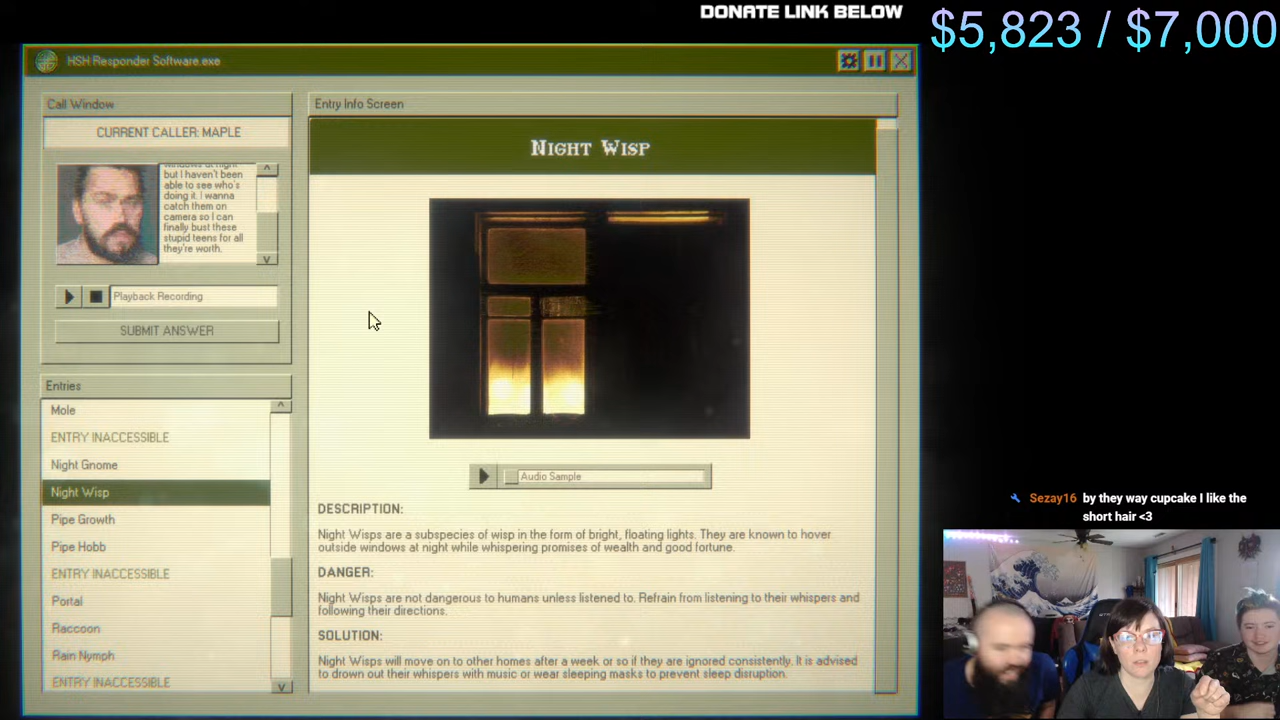 DONATE LINK BELOW
$5,823 / $7,000
HSH Responder Software.exe
Call Window
CURRENT CALLER: MAPLE
windows at night
but I haven't been
able to see who's
doing it. I wanna
catch them on
camera so I can
finally bust these
stupid teens for all
they're worth.
Playback Recording
SUBMIT ANSWER
Entries
Mole
ENTRY INACCESSIBLE
Night Gnome
Night Wisp
Pipe Growth
Pipe Hobb
ENTRY INACCESSIBLE
Portal
Raccoon
Rain Nymph
ENTRY INACCESSIBLE
Entry Info Screen
Night Wisp
Audio Sample
DESCRIPTION:
Night Wisps are a subspecies of wisp in the form of bright, floating lights. They are known to hover
outside windows at night while whispering promises of wealth and good fortune.
DANGER:
Night Wisps are not dangerous to humans unless listened to. Refrain from listening to their whispers and
following their directions.
SOLUTION:
Night Wisps will move on to other homes after a week or so if they are ignored consistently. It is advised
to drown out their whispers with music or wear sleeping masks to prevent sleep disruption.
Sezay16 by they way cupcake I like the
short hair <3